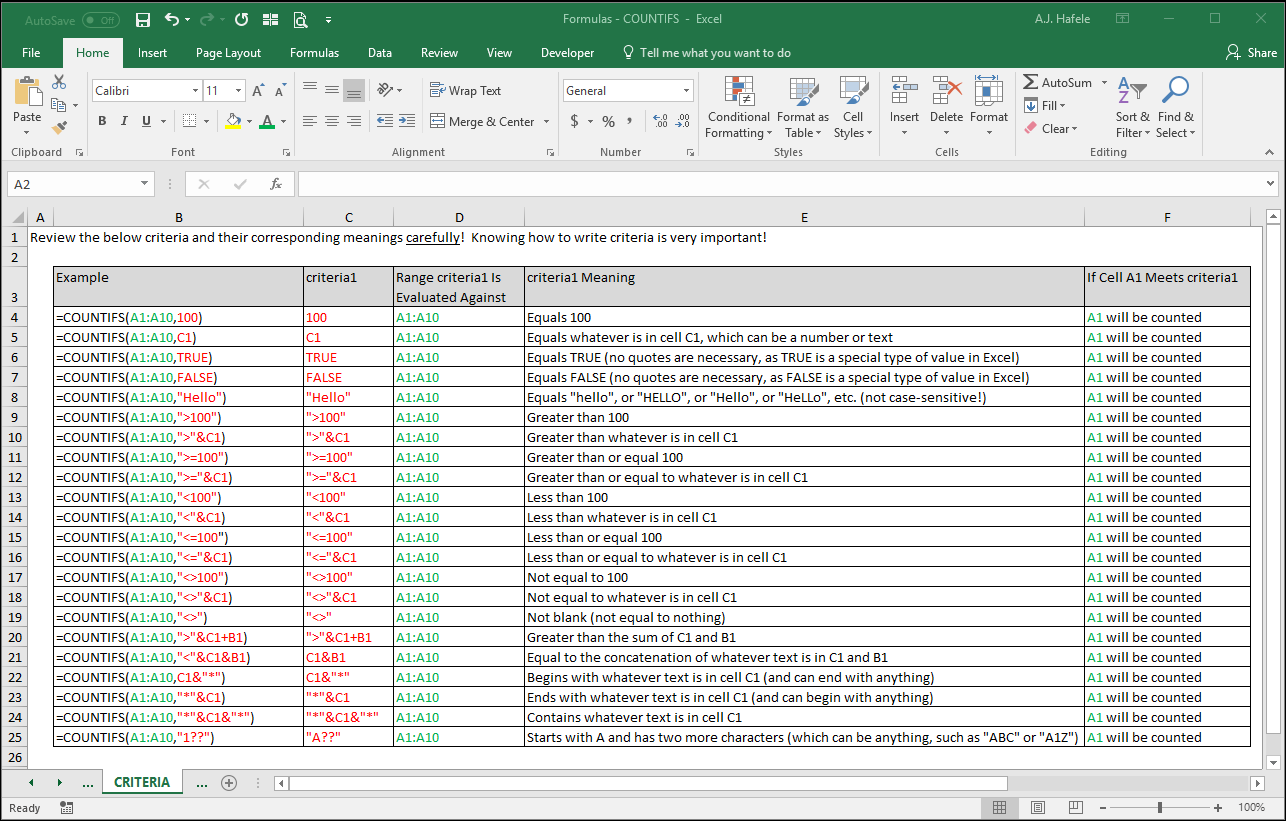 AutoSave Off Formulas - COUNTIFS - Excel A.J. Hafele
File Home Insert Page Layout Formulas Data Review View Developer Tell me what you want to do Share
Calibri 11 Wrap Text General AutoSum
Paste B I U Merge & Center $ % , Conditional Formatting Format as Table Cell Styles Insert Delete Format Fill Clear Sort & Filter Find & Select
Clipboard Font Alignment Number Styles Cells Editing
A2 fx
A B C D E F
1 Review the below criteria and their corresponding meanings carefully! Knowing how to write criteria is very important!
2
3 Example criteria1 Range criteria1 Is Evaluated Against criteria1 Meaning If Cell A1 Meets criteria1
4 =COUNTIFS(A1:A10,100) 100 A1:A10 Equals 100 A1 will be counted
5 =COUNTIFS(A1:A10,C1) C1 A1:A10 Equals whatever is in cell C1, which can be a number or text A1 will be counted
6 =COUNTIFS(A1:A10,TRUE) TRUE A1:A10 Equals TRUE (no quotes are necessary, as TRUE is a special type of value in Excel) A1 will be counted
7 =COUNTIFS(A1:A10,FALSE) FALSE A1:A10 Equals FALSE (no quotes are necessary, as FALSE is a special type of value in Excel) A1 will be counted
8 =COUNTIFS(A1:A10,"Hello") "Hello" A1:A10 Equals "hello", or "HELLO", or "Hello", or "HeLLo", etc. (not case-sensitive!) A1 will be counted
9 =COUNTIFS(A1:A10,">100") ">100" A1:A10 Greater than 100 A1 will be counted
10 =COUNTIFS(A1:A10,">"&C1) ">"&C1 A1:A10 Greater than whatever is in cell C1 A1 will be counted
11 =COUNTIFS(A1:A10,">=100") ">=100" A1:A10 Greater than or equal 100 A1 will be counted
12 =COUNTIFS(A1:A10,">="&C1) ">="&C1 A1:A10 Greater than or equal to whatever is in cell C1 A1 will be counted
13 =COUNTIFS(A1:A10,"<100") "<100" A1:A10 Less than 100 A1 will be counted
14 =COUNTIFS(A1:A10,"<"&C1) "<"&C1 A1:A10 Less than whatever is in cell C1 A1 will be counted
15 =COUNTIFS(A1:A10,"<=100") "<=100" A1:A10 Less than or equal 100 A1 will be counted
16 =COUNTIFS(A1:A10,"<="&C1) "<="&C1 A1:A10 Less than or equal to whatever is in cell C1 A1 will be counted
17 =COUNTIFS(A1:A10,"<>100") "<>100" A1:A10 Not equal to 100 A1 will be counted
18 =COUNTIFS(A1:A10,"<>"&C1) "<>"&C1 A1:A10 Not equal to whatever is in cell C1 A1 will be counted
19 =COUNTIFS(A1:A10,"<>") "<>" A1:A10 Not blank (not equal to nothing) A1 will be counted
20 =COUNTIFS(A1:A10,">"&C1+B1) ">"&C1+B1 A1:A10 Greater than the sum of C1 and B1 A1 will be counted
21 =COUNTIFS(A1:A10,"<"&C1&B1) C1&B1 A1:A10 Equal to the concatenation of whatever text is in C1 and B1 A1 will be counted
22 =COUNTIFS(A1:A10,C1&"*") C1&"*" A1:A10 Begins with whatever text is in cell C1 (and can end with anything) A1 will be counted
23 =COUNTIFS(A1:A10,"*"&C1) "*"&C1 A1:A10 Ends with whatever text is in cell C1 (and can begin with anything) A1 will be counted
24 =COUNTIFS(A1:A10,"*"&C1&"*") "*"&C1&"*" A1:A10 Contains whatever text is in cell C1 A1 will be counted
25 =COUNTIFS(A1:A10,"1??") "A??" A1:A10 Starts with A and has two more characters (which can be anything, such as "ABC" or "A1Z") A1 will be counted
26
... CRITERIA ...
Ready 100%